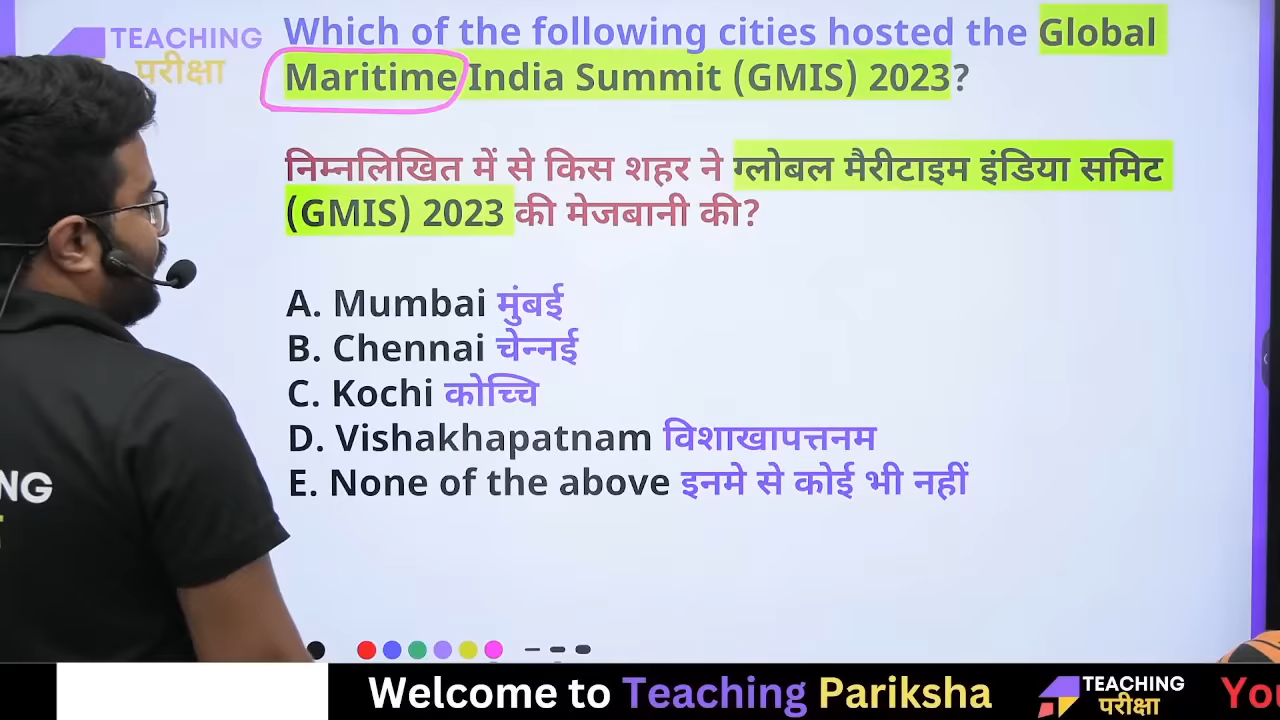 TEACHING
परीक्षा
Which of the following cities hosted the Global
Maritime India Summit (GMIS) 2023?
निम्नलिखित में से किस शहर ने ग्लोबल मैरीटाइम इंडिया समिट
(GMIS) 2023 की मेजबानी की?
A. Mumbai मुंबई
B. Chennai चेन्नई
C. Kochi कोच्चि
D. Vishakhapatnam विशाखापत्तनम
E. None of the above इनमे से कोई भी नहीं
NG
Welcome to Teaching Pariksha
TEACHING
परीक्षा
You